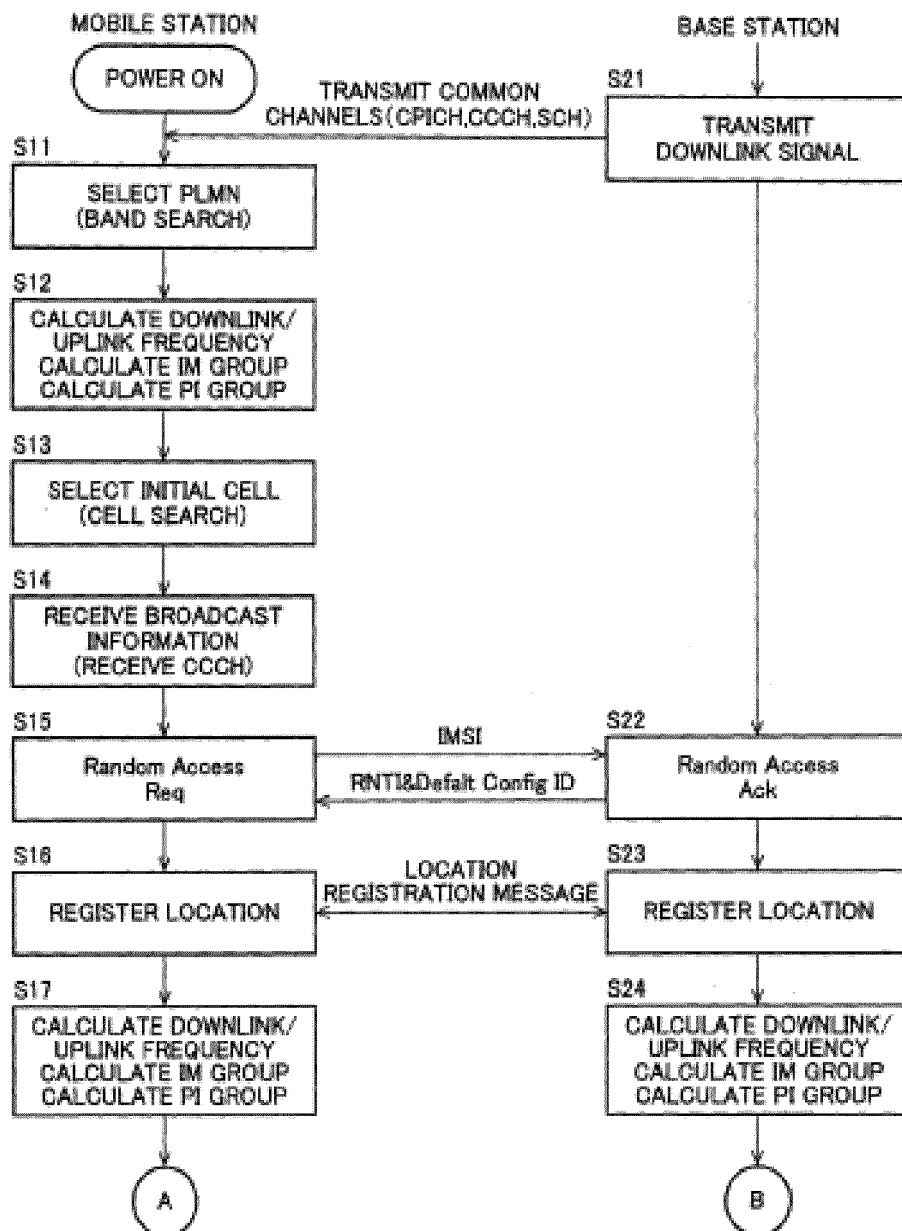 MOBILE STATION
BASE STATION
POWER ON
S21
TRANSMIT COMMON
CHANNELS(CPICH,CCCH,SCH)
TRANSMIT
DOWNLINK SIGNAL
S11
SELECT PLMN
(BAND SEARCH)
S12
CALCULATE DOWNLINK/
UPLINK FREQUENCY
CALCULATE IM GROUP
CALCULATE PI GROUP
S13
SELECT INITIAL CELL
(CELL SEARCH)
S14
RECEIVE BROADCAST
INFORMATION
(RECEIVE CCCH)
S15
Random Access
Req
IMSI
RNTI&Defalt Config ID
S22
Random Access
Ack
S16
REGISTER LOCATION
LOCATION
REGISTRATION MESSAGE
S23
REGISTER LOCATION
S17
CALCULATE DOWNLINK/
UPLINK FREQUENCY
CALCULATE IM GROUP
CALCULATE PI GROUP
S24
CALCULATE DOWNLINK/
UPLINK FREQUENCY
CALCULATE IM GROUP
CALCULATE PI GROUP
A
B